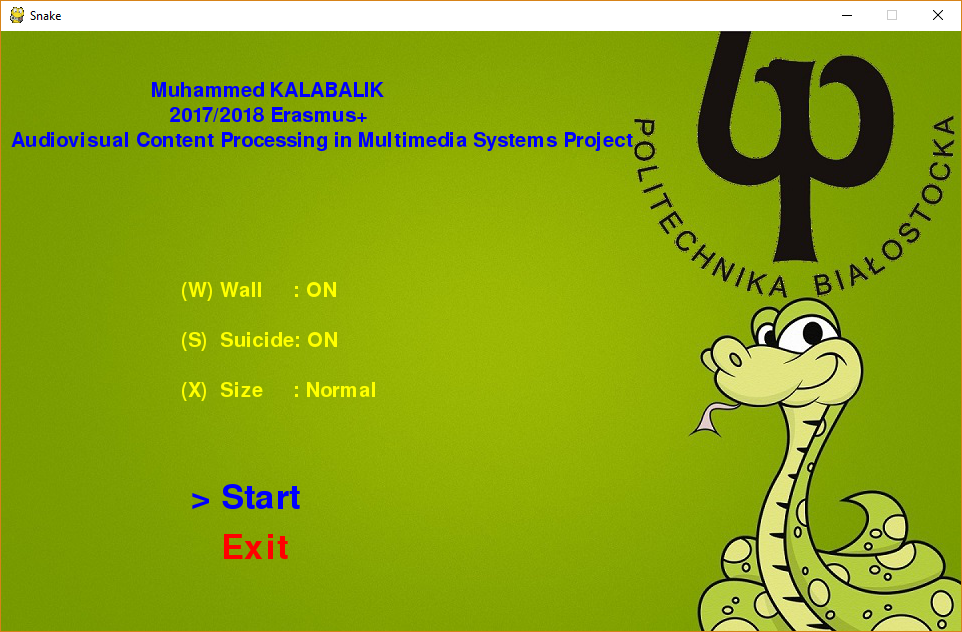 Snake
Muhammed KALABALIK
2017/2018 Erasmus+
Audiovisual Content Processing in Multimedia Systems Project
POLITECHNIKA BIAŁOSTOCKA
(W) Wall : ON
(S) Suicide: ON
(X) Size : Normal
> Start
Exit